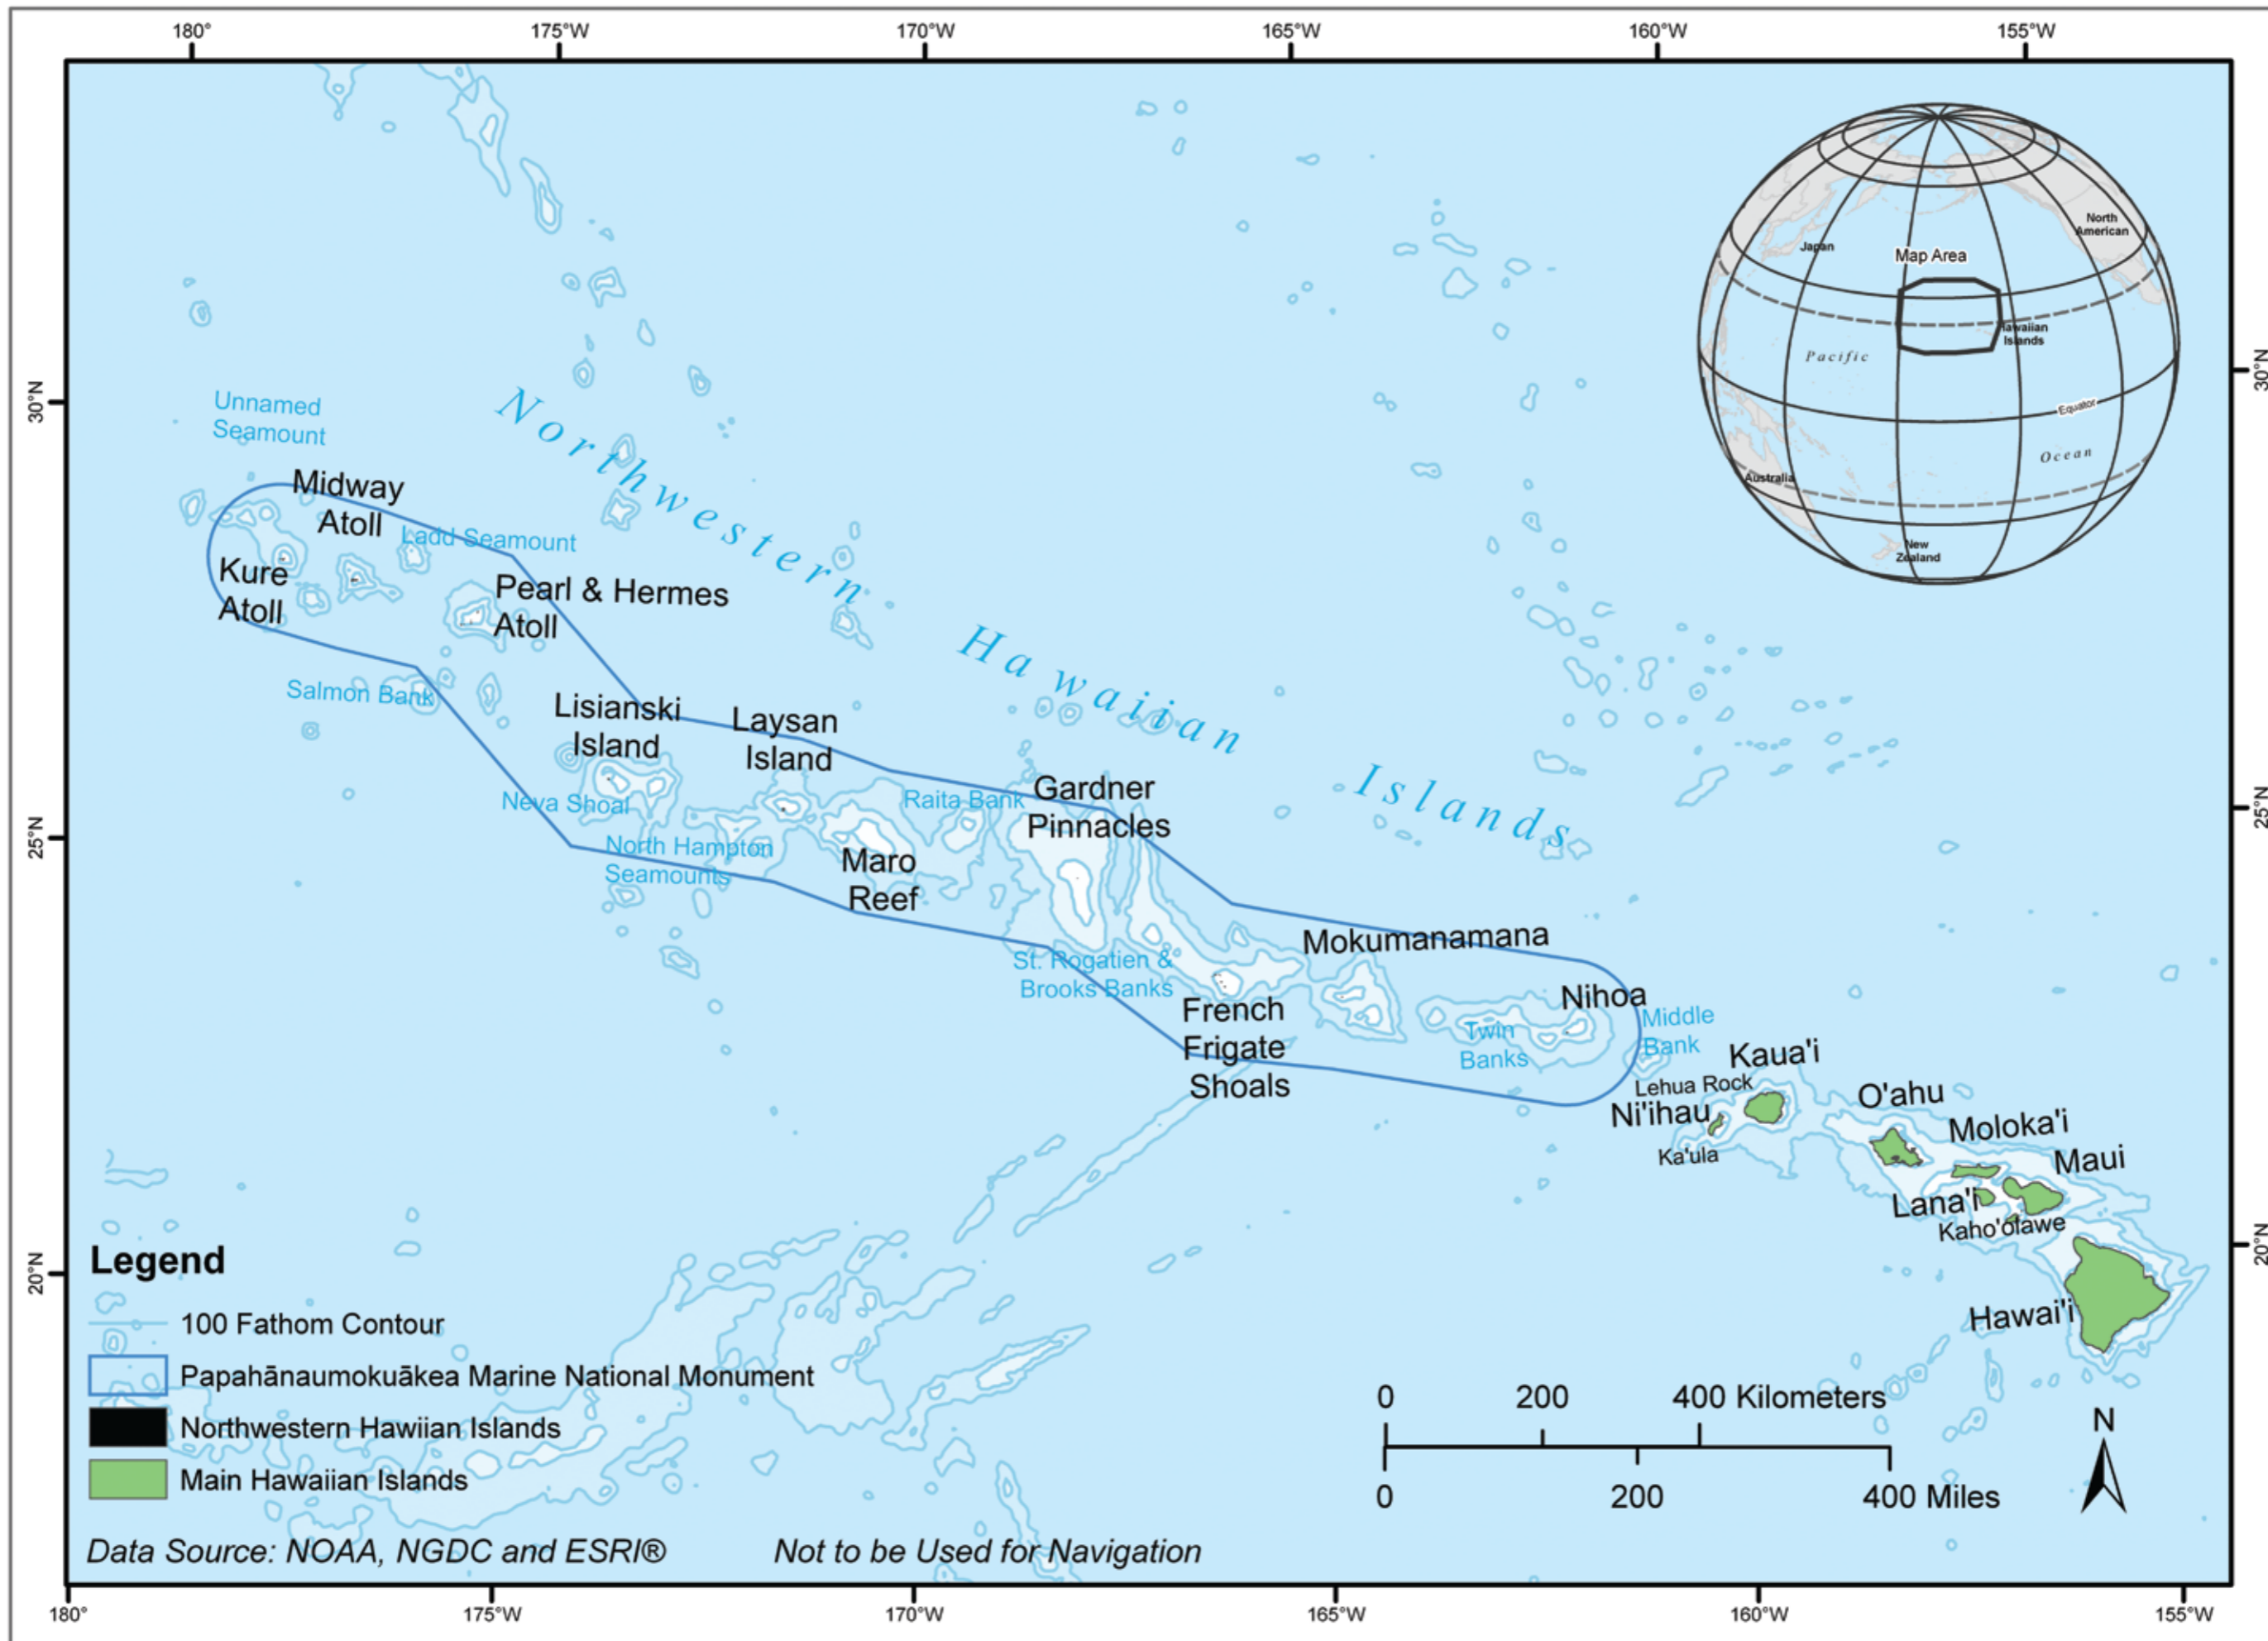 180°
175°W
170°W
165°W
160°W
155°W
30°N
25°N
20°N
30°N
25°N
20°N
North
American
Japan
Map Area
Hawaiian
Islands
Pacific
Equator
Ocean
Australia
New
Zealand
Northwestern Hawaiian Islands
Unnamed
Seamount
Midway
Atoll
Ladd Seamount
Kure
Atoll
Pearl & Hermes
Atoll
Salmon Bank
Lisianski
Island
Laysan
Island
Neva Shoal
North Hampton
Seamounts
Raita Bank
Gardner
Pinnacles
Maro
Reef
St. Rogatien &
Brooks Banks
Mokumanamana
French
Frigate
Shoals
Nihoa
Twin
Banks
Middle
Bank
Kaua'i
Lehua Rock
Ni'ihau
Ka'ula
O'ahu
Moloka'i
Maui
Lana'i
Kaho'olawe
Hawai'i
Legend
100 Fathom Contour
Papahānaumokuākea Marine National Monument
Northwestern Hawiian Islands
Main Hawaiian Islands
0 200 400 Kilometers
0 200 400 Miles
N
Data Source: NOAA, NGDC and ESRI® Not to be Used for Navigation
180°
175°W
170°W
165°W
160°W
155°W